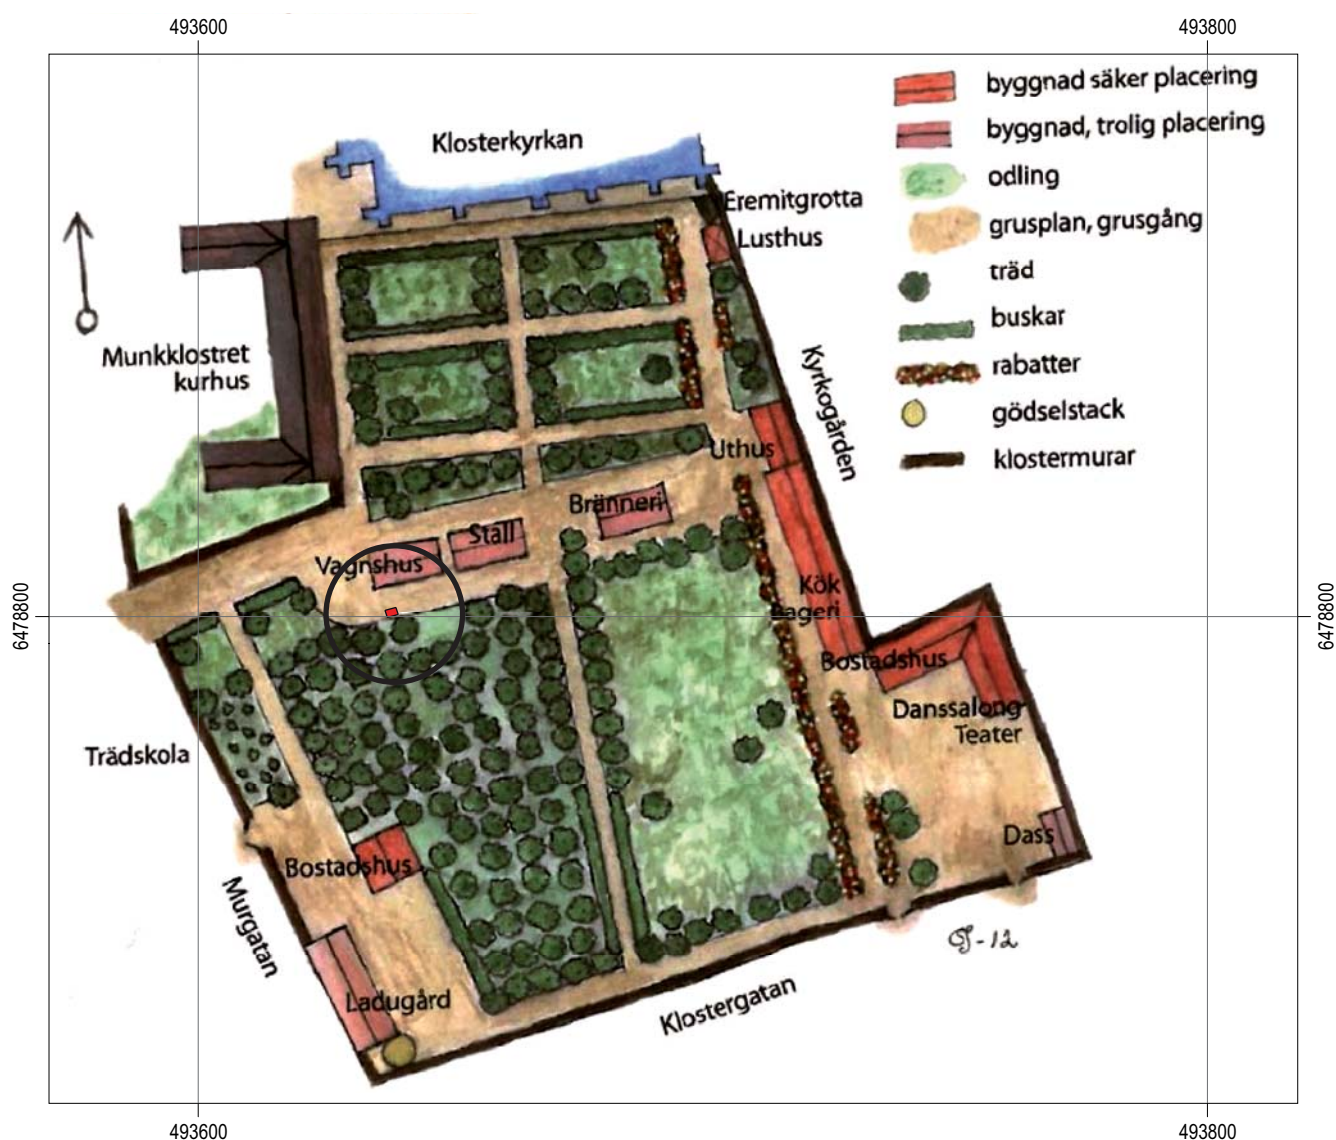 493600
493800
byggnad säker placering
byggnad, trolig placering
odling
grusplan, grusgång
träd
buskar
rabatter
gödselstack
klostermurar
Klosterkyrkan
Eremitgrotta
Lusthus
Munkklostret
kurhus
Kyrkogården
Uthus
Bränneri
Stall
Vagnshus
Kök
Bageri
6478800
6478800
Bostadshus
Danssalong
Teater
Trädskola
Dass
Bostadshus
Murgatan
Ladugård
Klostergatan
-12
493600
493800